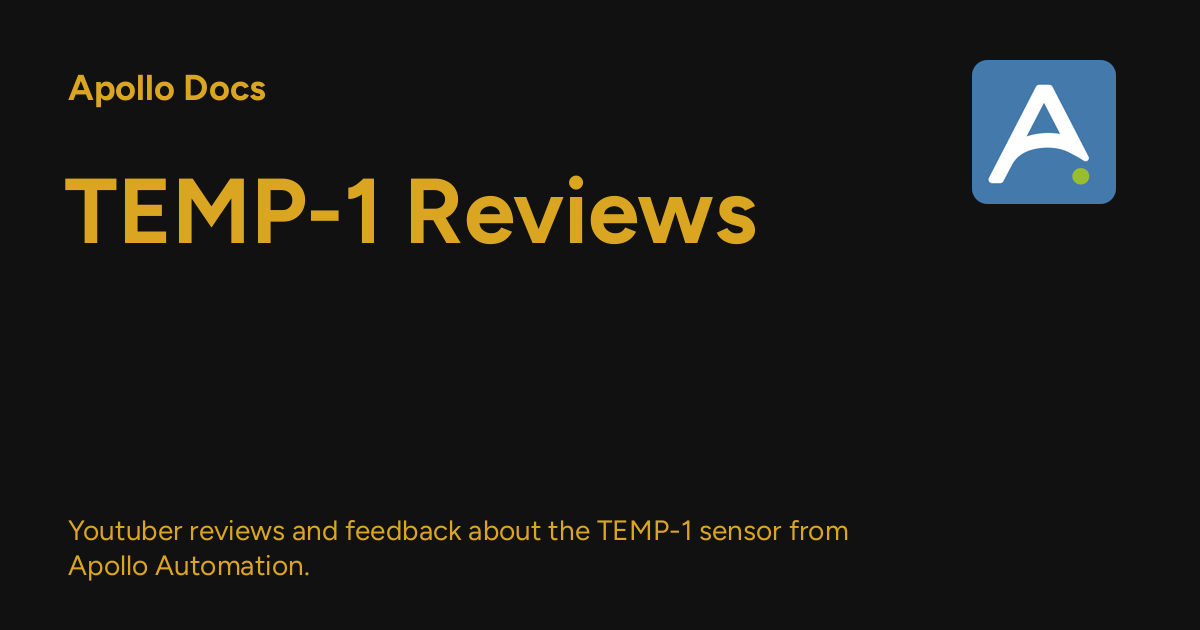 Apollo Docs
TEMP-1 Reviews
Youtuber reviews and feedback about the TEMP-1 sensor from
Apollo Automation.